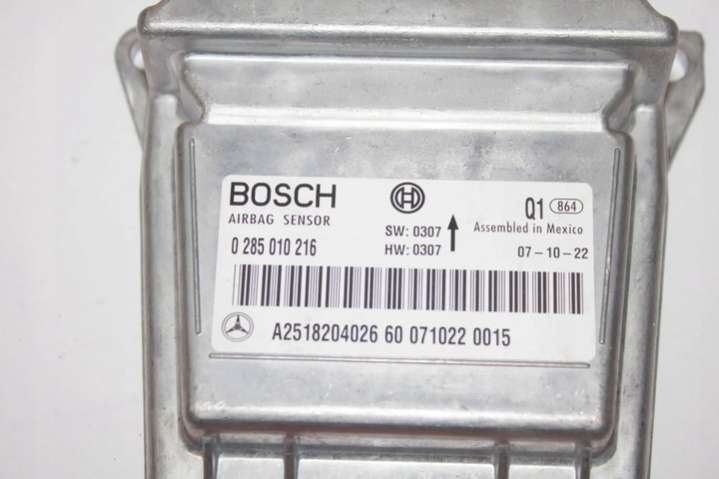 BOSCH
AIRBAG SENSOR
0 285 010 216
SW: 0307
HW: 0307
Q1 864
Assembled in Mexico
07-10-22
A2518204026 60 071022 0015